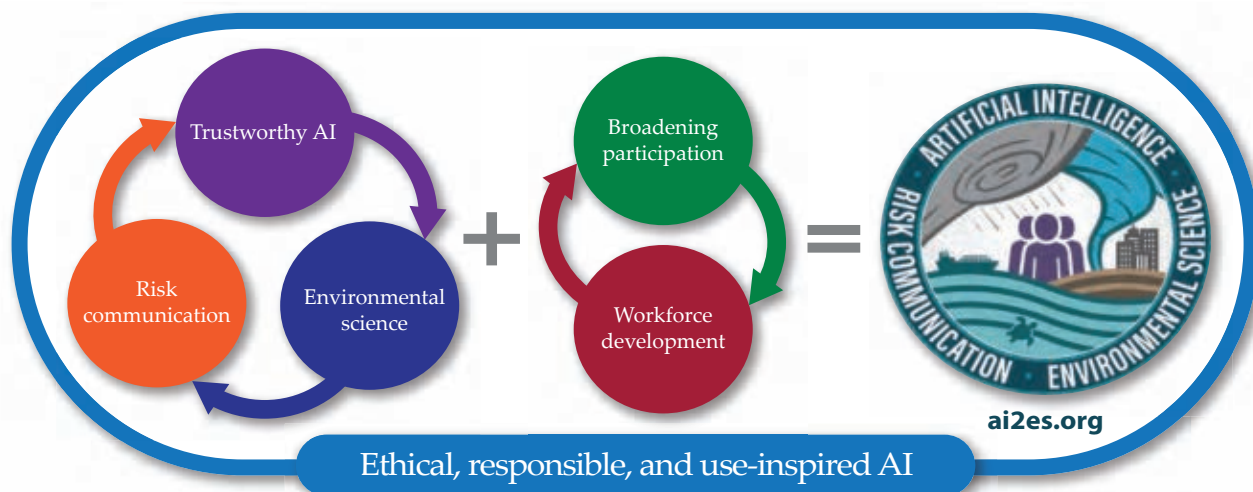 Trustworthy AI
Risk
communication
Environmental
science
+
Broadening
participation
Workforce
development
=
ARTIFICIAL INTELLIGENCE · ENVIRONMENTAL SCIENCE · RISK COMMUNICATION ·
ai2es.org
Ethical, responsible, and use-inspired AI